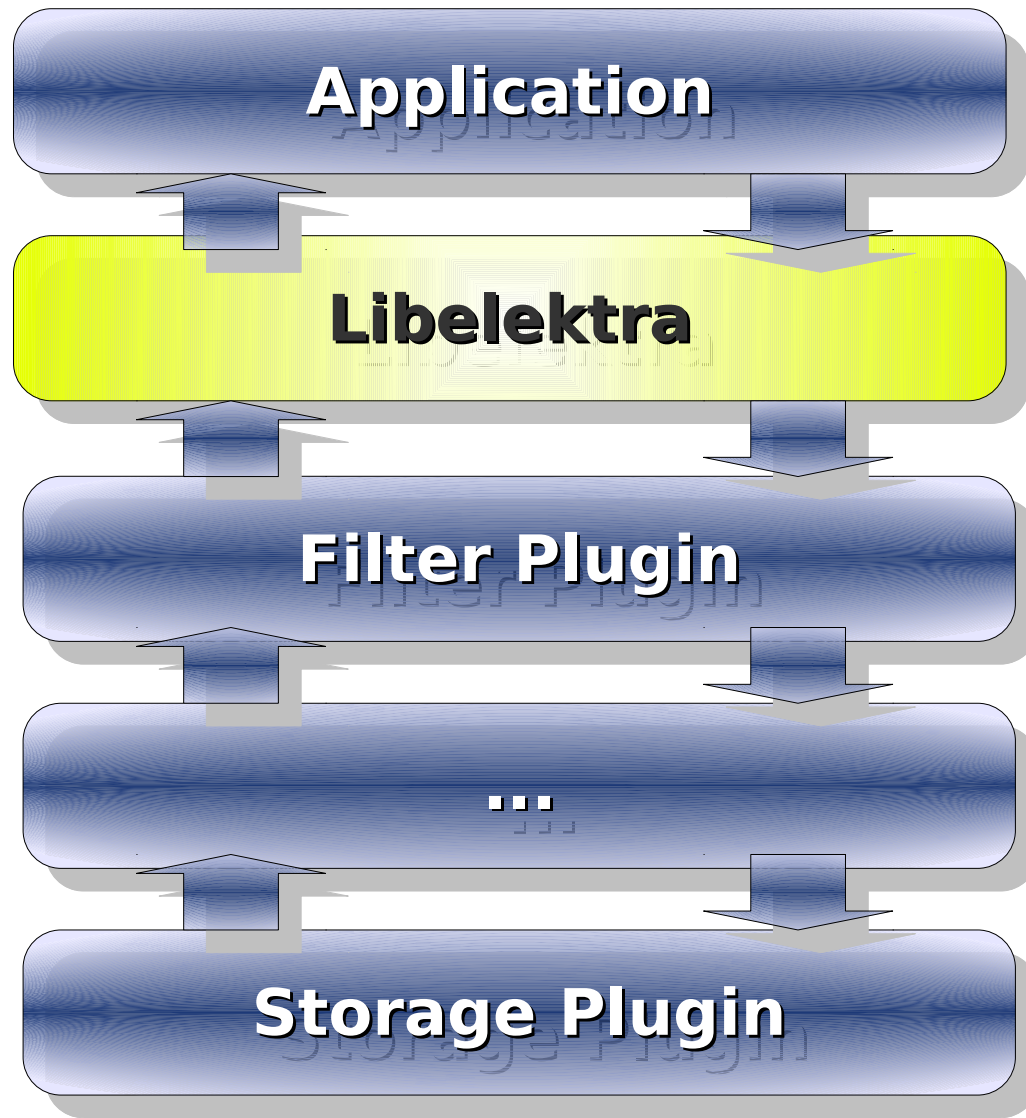 Application
Libelektra
Filter Plugin
...
Storage Plugin